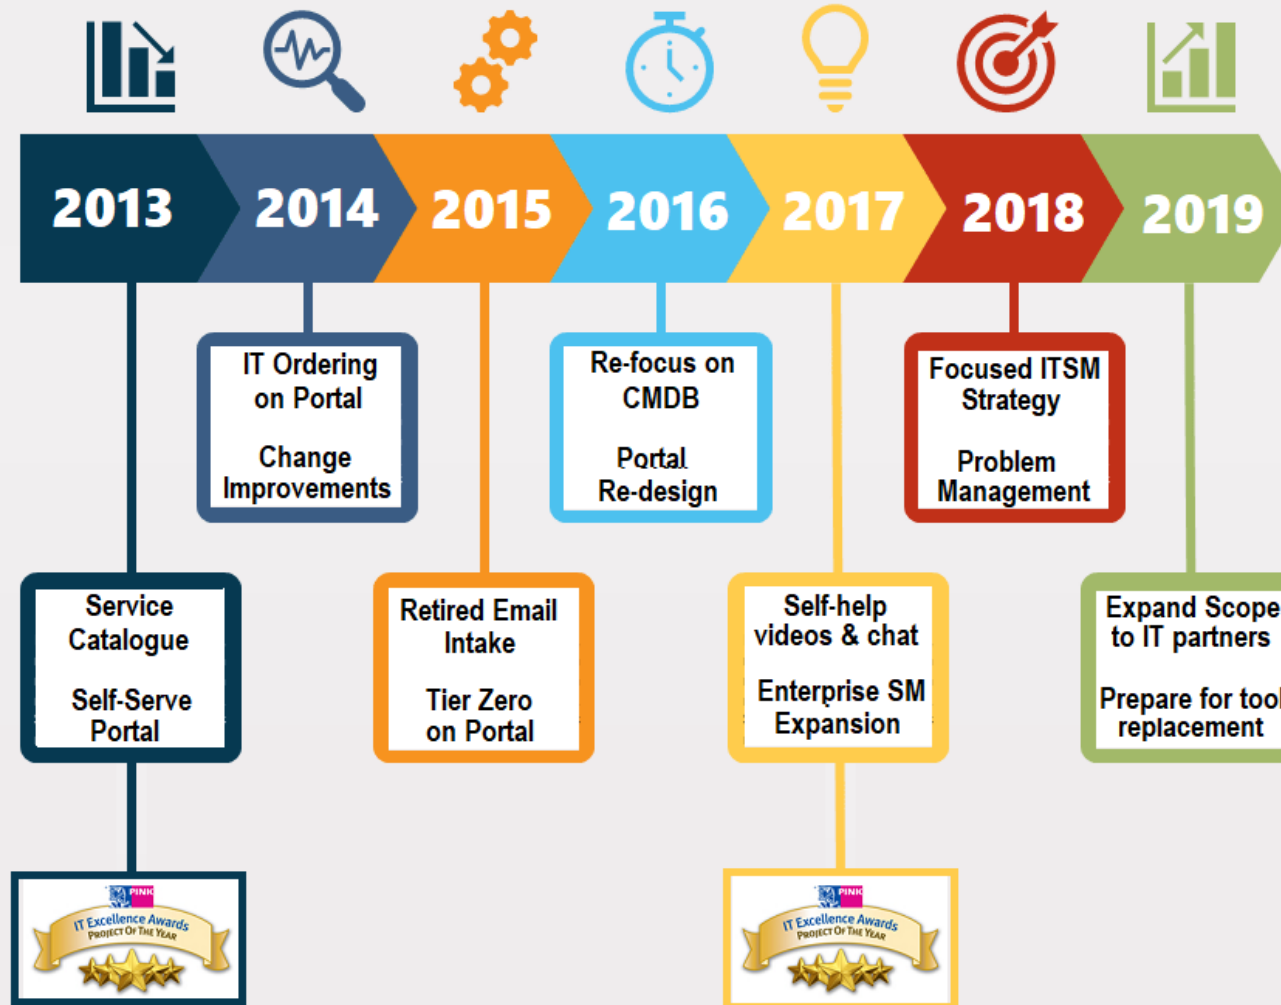 2013
2014
2015
2016
2017
2018
2019
IT Ordering
on Portal
Change
Improvements
Re-focus on
CMDB
Portal
Re-design
Focused ITSM
Strategy
Problem
Management
Service
Catalogue
Self-Serve
Portal
Retired Email
Intake
Tier Zero
on Portal
Self-help
videos & chat
Enterprise SM
Expansion
Expand Scope
to IT partners
Prepare for tool
replacement
PINK
IT Excellence Awards
PROJECT OF THE YEAR
PINK
IT Excellence Awards
PROJECT OF THE YEAR